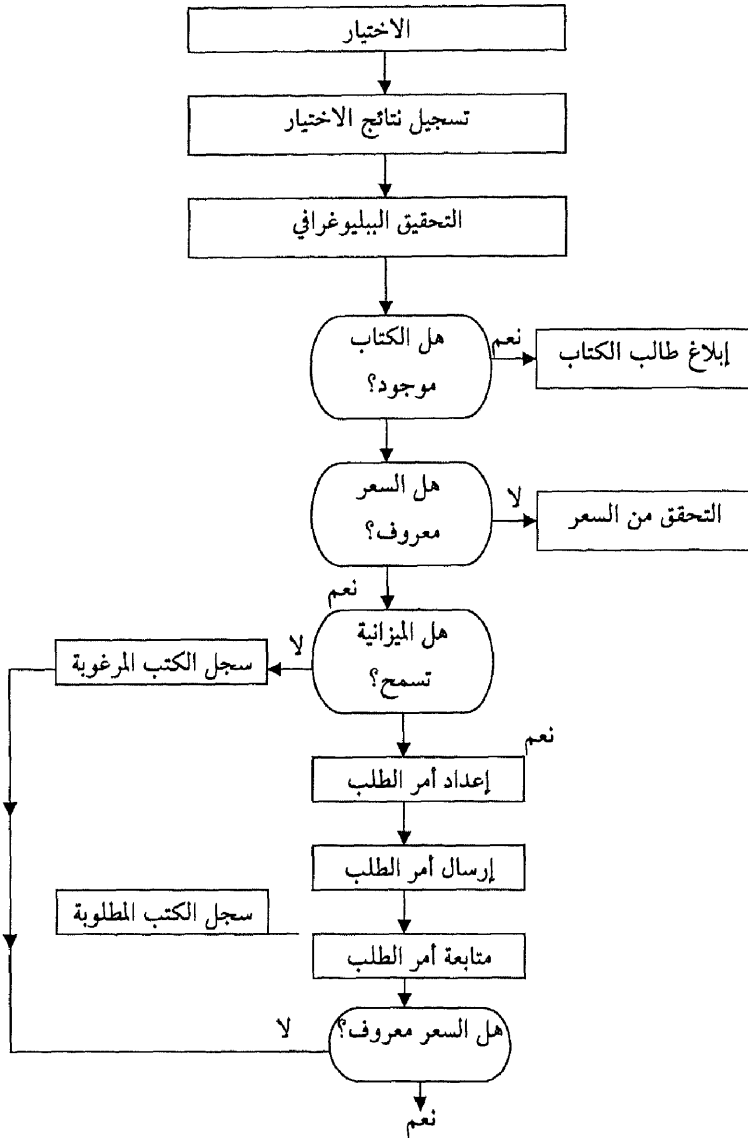 الاختيار
تسجيل نتائج الاختيار
التحقيق الببليوغرافي
هل الكتاب
موجود؟
نعم
إبلاغ طالب الكتاب
هل السعر
معروف؟
لا
التحقق من السعر
نعم
هل الميزانية
تسمح؟
لا
سجل الكتب المرغوبة
نعم
إعداد أمر الطلب
إرسال أمر الطلب
سجل الكتب المطلوبة
متابعة أمر الطلب
هل السعر معروف؟
لا
نعم